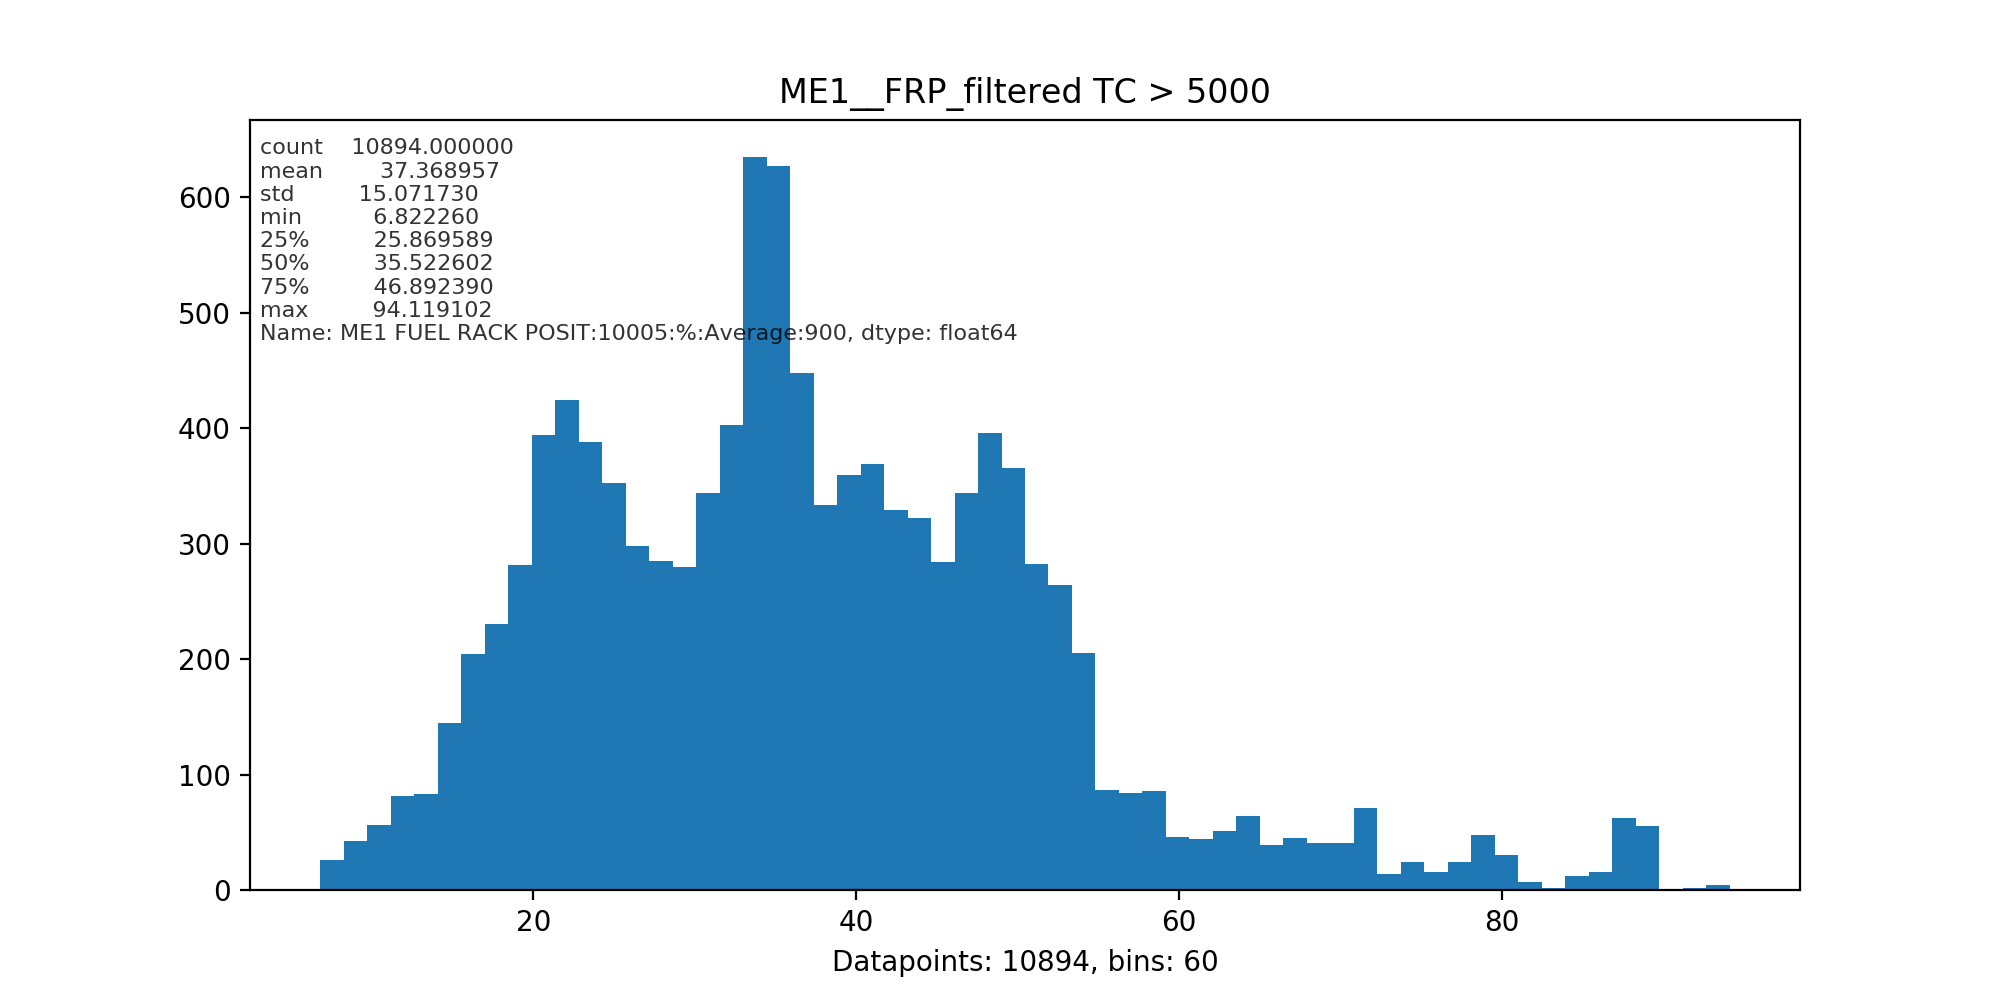 ME1__FRP_filtered TC > 5000
count 10894.000000
mean 37.368957
std 15.071730
min 6.822260
25% 25.869589
50% 35.522602
75% 46.892390
max 94.119102
Name: ME1 FUEL RACK POSIT:10005:%:Average:900, dtype: float64
600
500
400
300
200
100
0
20 40 60 80
Datapoints: 10894, bins: 60